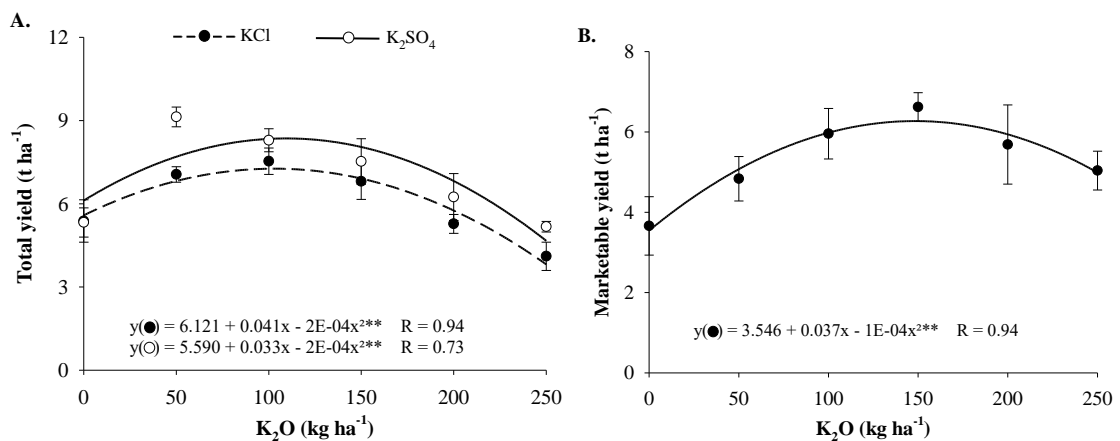 A.
KCl K₂SO₄
12
9
6
3
0
Total yield (t ha⁻¹)
y(●) = 6.121 + 0.041x - 2E-04x²** R = 0.94
y(○) = 5.590 + 0.033x - 2E-04x²** R = 0.73
0 50 100 150 200 250
K₂O (kg ha⁻¹)
B.
8
6
4
2
0
Marketable yield (t ha⁻¹)
y(●) = 3.546 + 0.037x - 1E-04x²** R = 0.94
0 50 100 150 200 250
K₂O (kg ha⁻¹)